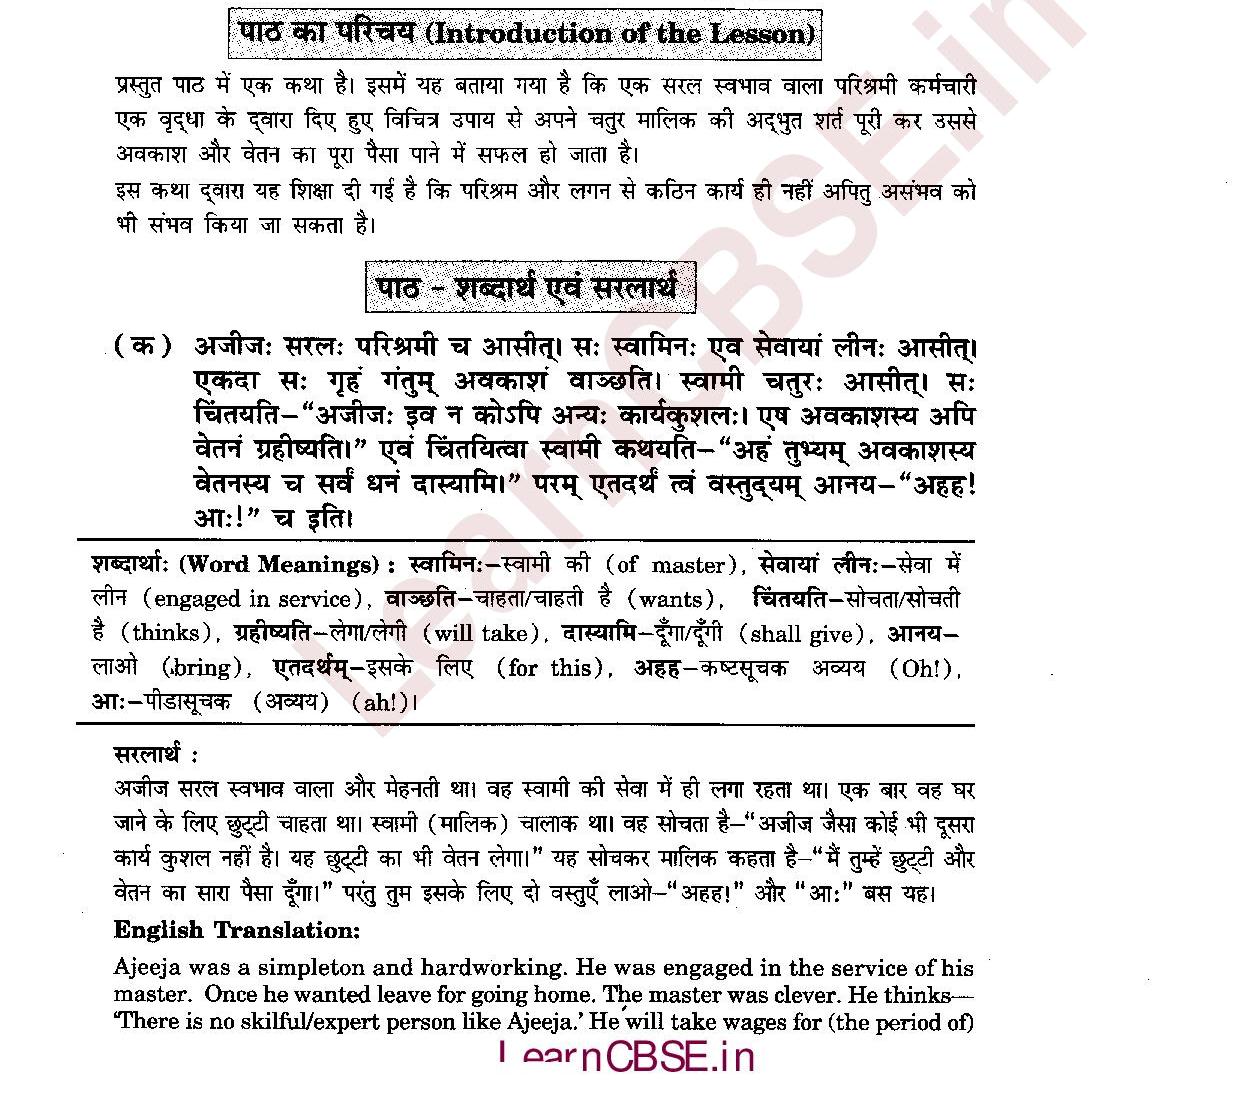 पाठ का परिचय (Introduction of the Lesson)
प्रस्तुत पाठ में एक कथा है। इसमें यह बताया गया है कि एक सरल स्वभाव वाला परिश्रमी कर्मचारी
एक वृद्धा के द्वारा दिए हुए विचित्र उपाय से अपने चतुर मालिक की अद्भुत शर्त पूरी कर उससे
अवकाश और वेतन का पूरा पैसा पाने में सफल हो जाता है।
इस कथा द्वारा यह शिक्षा दी गई है कि परिश्रम और लगन से कठिन कार्य ही नहीं अपितु असंभव को
भी संभव किया जा सकता है।
पाठ - शब्दार्थ एवं सरलार्थ
(क) अजीजः सरलः परिश्रमी च आसीत्। सः स्वामिनः एव सेवायां लीनः आसीत्।
एकदा सः गृहं गंतुम् अवकाशं वाञ्छति। स्वामी चतुरः आसीत्। सः
चिंतयति–“अजीजः इव न कोऽपि अन्यः कार्यकुशलः। एष अवकाशस्य अपि
वेतनं ग्रहीष्यति।” एवं चिंतयित्वा स्वामी कथयति–“अहं तुभ्यम् अवकाशस्य
वेतनस्य च सर्वं धनं दास्यामि।” परम् एतदर्थं त्वं वस्तुद्वयम् आनय–“अहह!
आः!” च इति।
शब्दार्थाः (Word Meanings) : स्वामिनः–स्वामी की (of master), सेवायां लीनः–सेवा में
लीन (engaged in service), वाञ्छति–चाहता/चाहती है (wants), चिंतयति–सोचता/सोचती
है (thinks), ग्रहीष्यति–लेगा/लेगी (will take), दास्यामि–दूँगा/दूँगी (shall give), आनय–
लाओ (bring), एतदर्थम्–इसके लिए (for this), अहह–कष्टसूचक अव्यय (Oh!),
आः–पीडासूचक (अव्यय) (ah!)।
सरलार्थ :
अजीज सरल स्वभाव वाला और मेहनती था। वह स्वामी की सेवा में ही लगा रहता था। एक बार वह घर
जाने के लिए छुट्टी चाहता था। स्वामी (मालिक) चालाक था। वह सोचता है–“अजीज जैसा कोई भी दूसरा
कार्य कुशल नहीं है। यह छुट्टी का भी वेतन लेगा।” यह सोचकर मालिक कहता है–“मैं तुम्हें छुट्टी और
वेतन का सारा पैसा दूँगा।” परंतु तुम इसके लिए दो वस्तुएँ लाओ–“अहह!” और “आः” बस यह।
English Translation:
Ajeeja was a simpleton and hardworking. He was engaged in the service of his
master. Once he wanted leave for going home. The master was clever. He thinks—
‘There is no skilful/expert person like Ajeeja.’ He will take wages for (the period of)
LearnCBSE.in
LearnCBSE.in